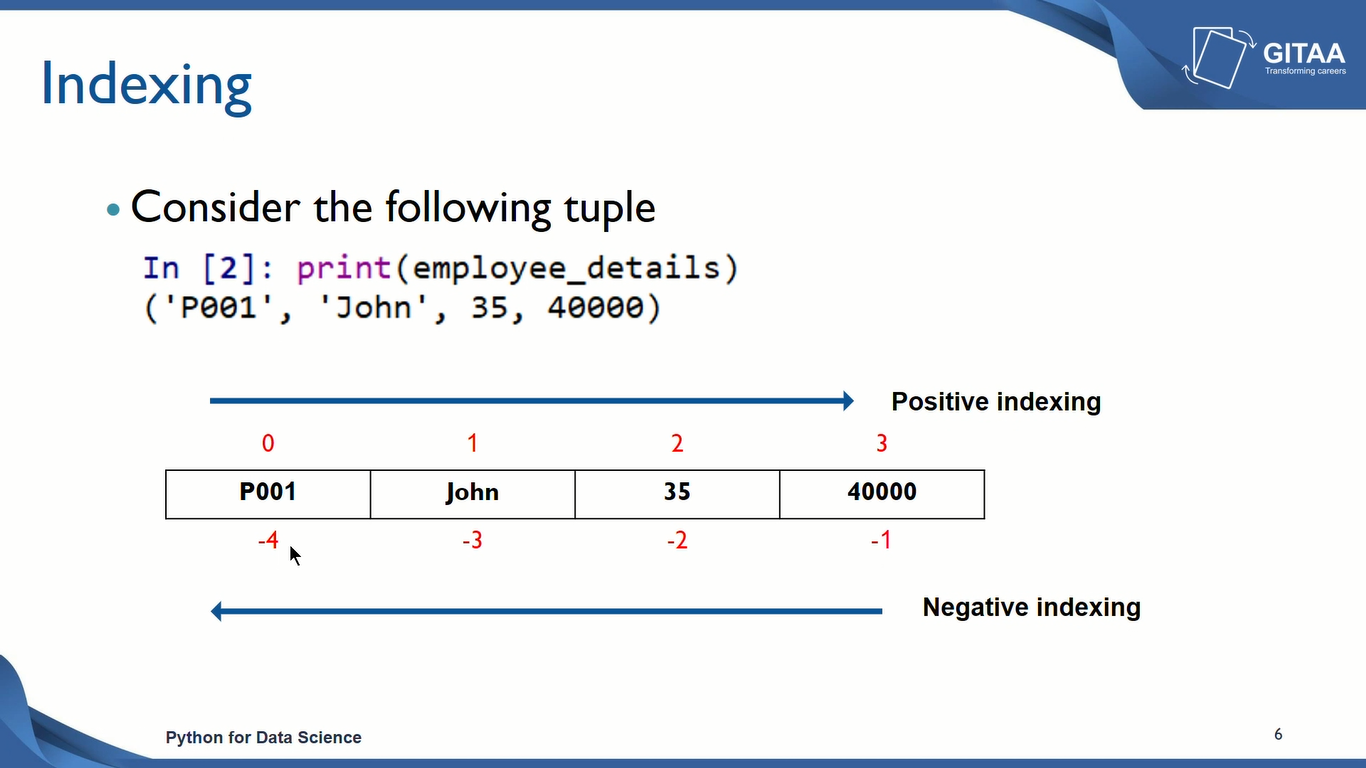 GITAA
Transforming careers
Indexing
• Consider the following tuple
In [2]: print(employee_details)
('P001', 'John', 35, 40000)
Positive indexing
0 1 2 3
P001 John 35 40000
-4 -3 -2 -1
Negative indexing
Python for Data Science
6